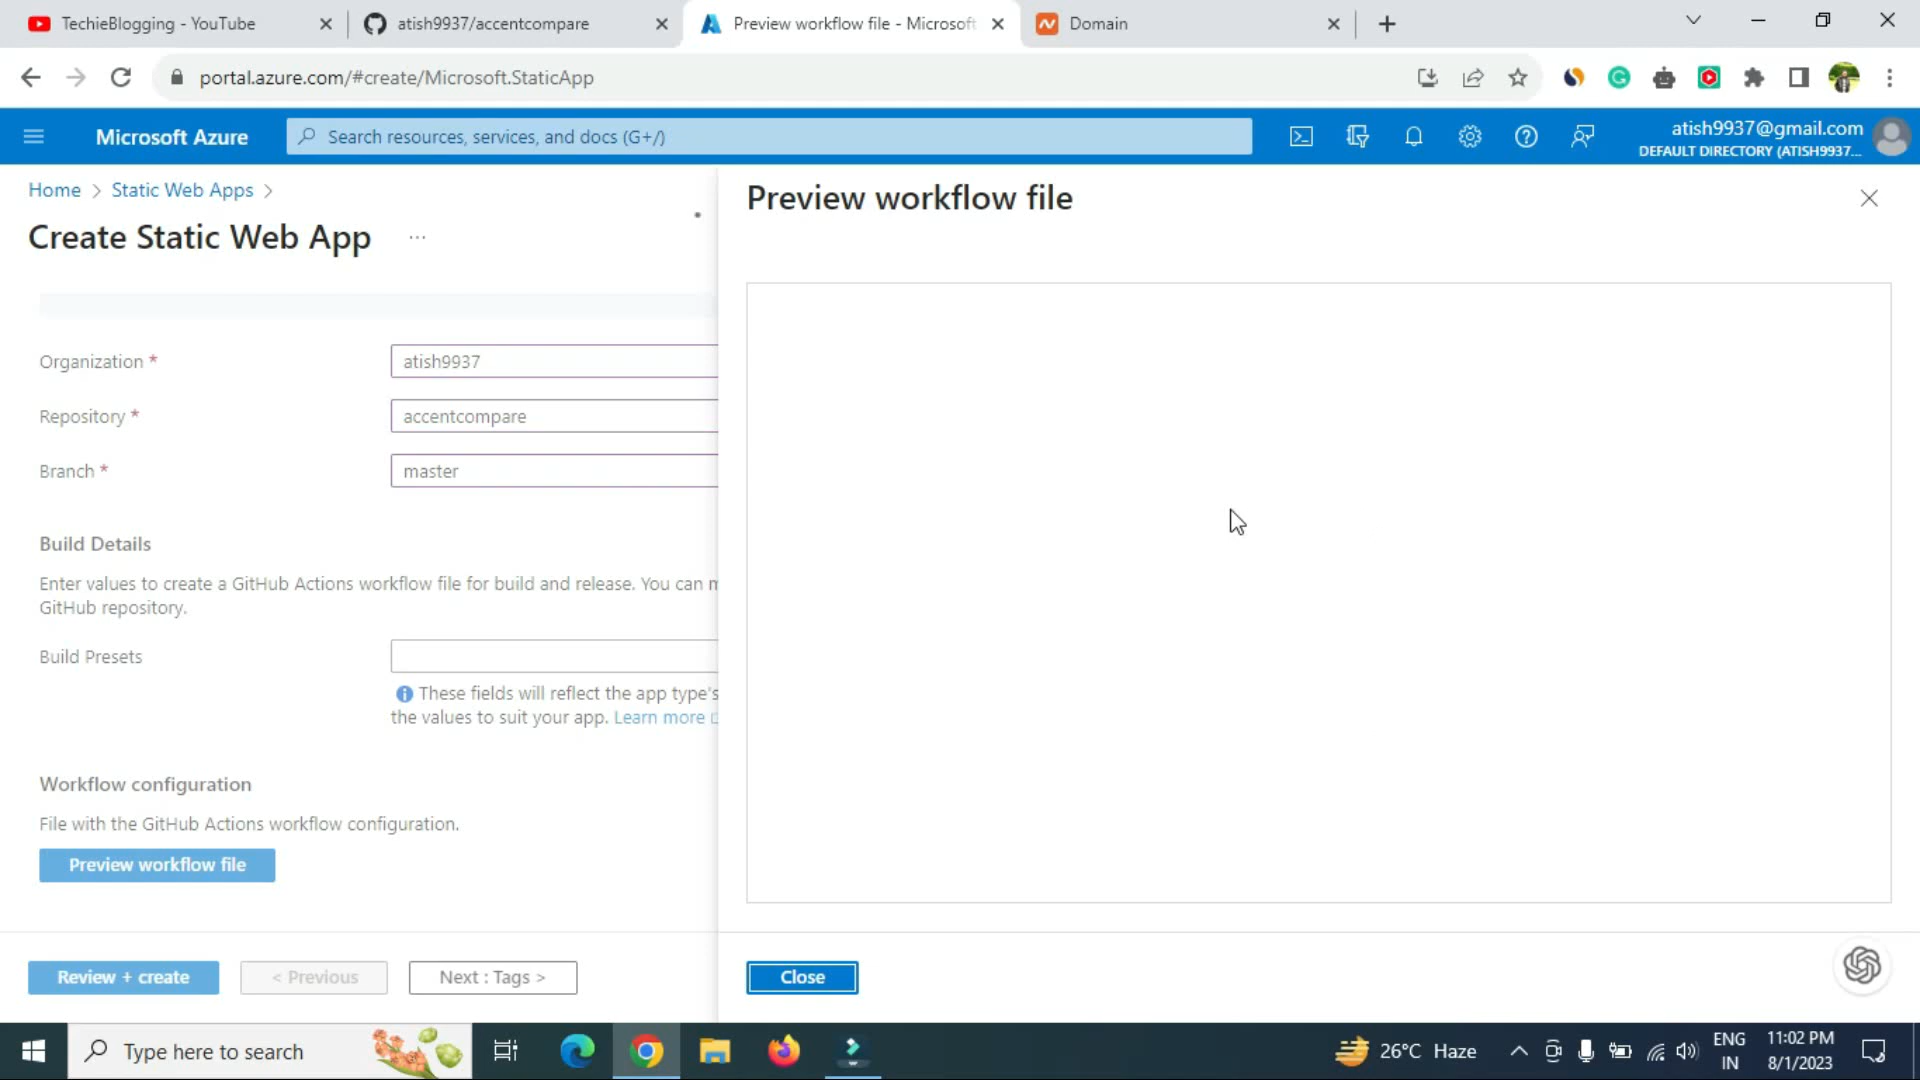 TechieBlogging - YouTube
atish9937/accentcompare
Preview workflow file - Microsoft
Domain
portal.azure.com/#create/Microsoft.StaticApp
Microsoft Azure
Search resources, services, and docs (G+/)
atish9937@gmail.com
DEFAULT DIRECTORY (ATISH9937...
Home > Static Web Apps >
Create Static Web App ...
Preview workflow file
Organization *
atish9937
Repository *
accentcompare
Branch *
master
Build Details
Enter values to create a GitHub Actions workflow file for build and release. You can m
GitHub repository.
Build Presets
These fields will reflect the app type's
the values to suit your app. Learn more
Workflow configuration
File with the GitHub Actions workflow configuration.
Preview workflow file
Review + create
< Previous
Next : Tags >
Close
Type here to search
26°C Haze
ENG
IN
11:02 PM
8/1/2023